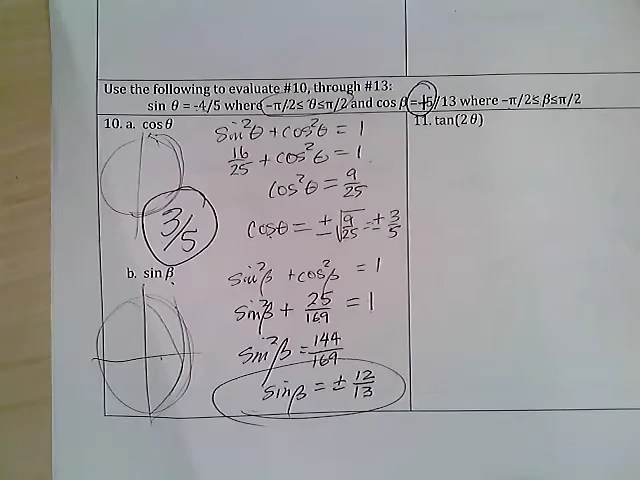 Use the following to evaluate #10, through #13:
sin θ = -4/5 where -π/2≤ θ≤π/2 and cos β = +5/13 where -π/2≤ β≤π/2
10. a. cos θ
sin²θ + cos²θ = 1
16/25 + cos²θ = 1
cos²θ = 9/25
cosθ = ± √9/25 = ± 3/5
3/5
b. sin β
sin²β + cos²β = 1
sin²β + 25/169 = 1
sin²β = 144/169
sinβ = ± 12/13
11. tan(2θ)